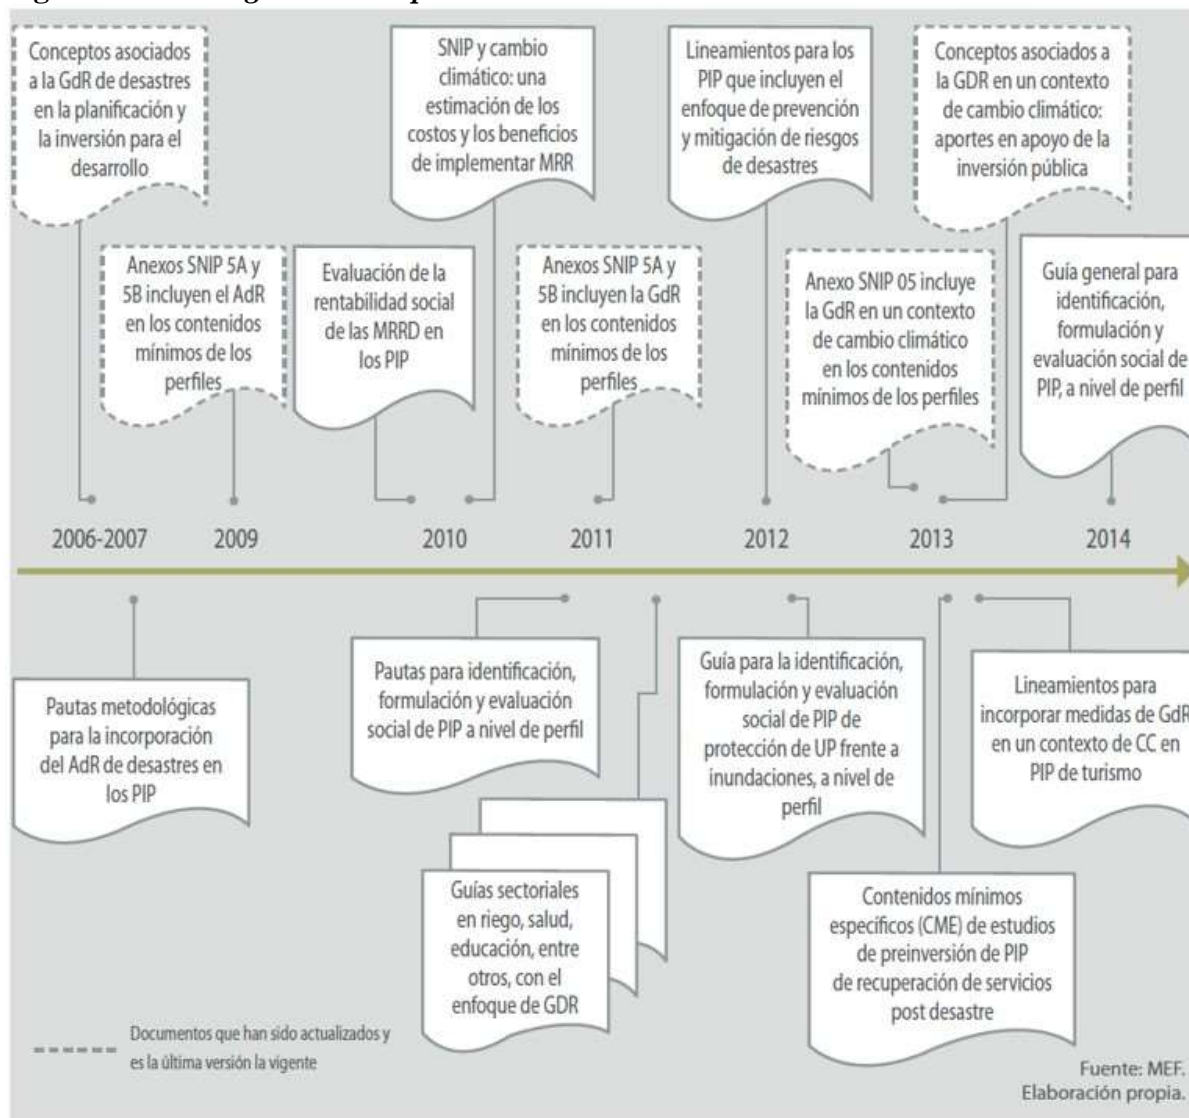 Conceptos asociados
a la GdR de desastres
en la planificación y
la inversión para el
desarrollo
SNIP y cambio
climático: una
estimación de los
costos y los beneficios
de implementar MRR
Lineamientos para los
PIP que incluyen el
enfoque de prevención
y mitigación de riesgos
de desastres
Conceptos asociados a
la GDR en un contexto
de cambio climático:
aportes en apoyo de la
inversión pública
Anexos SNIP 5A y
5B incluyen el AdR
en los contenidos
mínimos de los
perfiles
Evaluación de la
rentabilidad social
de las MRRD en
los PIP
Anexos SNIP 5A y
5B incluyen la GdR
en los contenidos
mínimos de los
perfiles
Anexo SNIP 05 incluye
la GdR en un contexto
de cambio climático
en los contenidos
mínimos de los perfiles
Guía general para
identificación,
formulación y
evaluación social de
PIP, a nivel de perfil
2006-2007 2009 2010 2011 2012 2013 2014
Pautas metodológicas
para la incorporación
del AdR de desastres en
los PIP
Pautas para identificación,
formulación y evaluación
social de PIP a nivel de perfil
Guía para la identificación,
formulación y evaluación
social de PIP de
protección de UP frente a
inundaciones, a nivel de
perfil
Lineamientos para
incorporar medidas de GdR
en un contexto de CC en
PIP de turismo
Guías sectoriales
en riego, salud,
educación, entre
otros, con el
enfoque de GDR
Contenidos mínimos
específicos (CME) de estudios
de preinversión de PIP
de recuperación de servicios
post desastre
Documentos que han sido actualizados y
es la última versión la vigente
Fuente: MEF.
Elaboración propia.